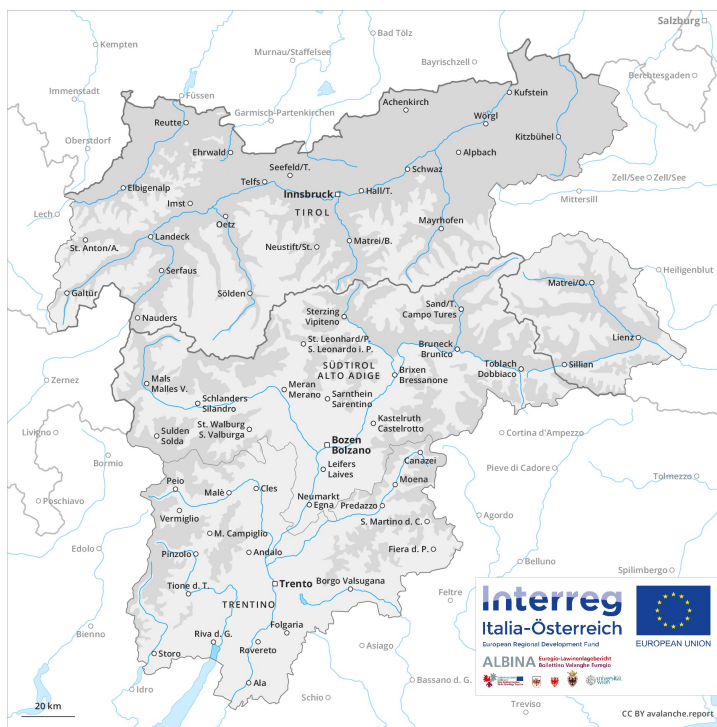 Salzburg
Kempten
Bad Tölz
Murnau/Staffelsee
Bayrischzell
Berchtesgaden
Immenstadt
Füssen
Kufstein
Achenkirch
Garmisch-Partenkirchen
Reutte
Wörgl
Oberstdorf
Kitzbühel
Ehrwald
Alpbach
Seefeld/T.
Schwaz
Telfs
Zell/See
Zell/See
Elbigenalp
Innsbruck
Hall/T.
Mittersill
Imst
TIROL
Lech
Oetz
Mayrhofen
St. Anton/A.
Landeck
Neustift/St.
Matrei/B.
Serfaus
Heiligenblut
Matrei/O.
Galtür
Sölden
Sand/T.
Campo Tures
Nauders
Sterzing
Vipiteno
Lienz
St. Leonhard/P.
S. Leonardo i. P.
Bruneck
Brunico
Toblach
Dobbiaco
Sillian
SÜDTIROL
ALTO ADIGE
Brixen
Bressanone
Zernez
Mals
Malles V.
Meran
Merano
Sarnthein
Sarentino
Schlanders
Silandro
Kastelruth
Castelrotto
St. Walburg
S. Valburga
Livigno
Sulden
Solda
Cortina d'Ampezzo
Bozen
Bolzano
Bormio
Canazei
Pieve di Cadore
Leifers
Laives
Tolmezzo
Peio
Moena
Malè
Cles
Poschiavo
Neumarkt
Egna
Predazzo
Vermiglio
Agordo
S. Martino d. C.
M. Campiglio
Edolo
Pinzolo
Andalo
Fiera d. P.
Belluno
Spilimbergo
Trento
Borgo Valsugana
Tione d. T.
Feltre
TRENTINO
Bienno
Folgaria
Riva d. G.
Rovereto
Asiago
Storo
Bassano d. G.
Idro
Ala
Schio
Treviso
20 km
Interreg
Italia-Österreich
European Regional Development Fund
EUROPEAN UNION
ALBINA
Euregio-Lawinenlagebericht
Bollettino Valanghe Euregio
universität
wien
CC BY avalanche.report